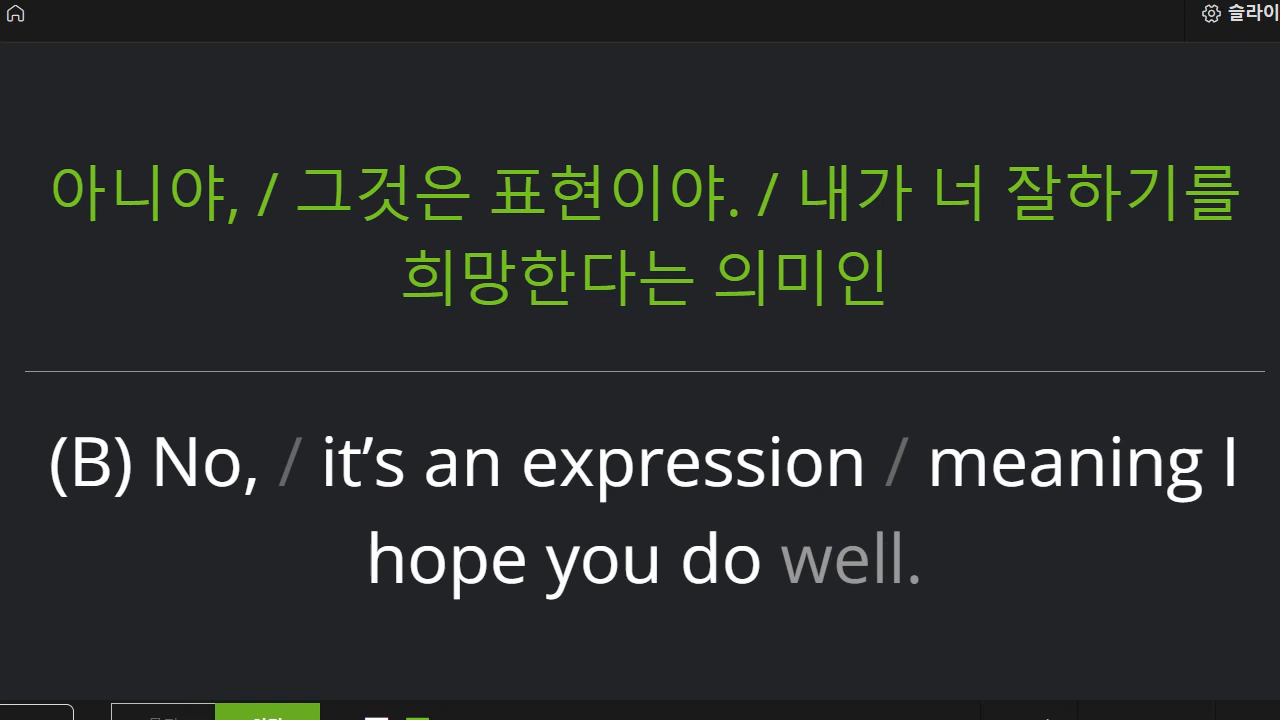 슬라이
아니야, / 그것은 표현이야. / 내가 너 잘하기를
희망한다는 의미인
(B) No, / it’s an expression / meaning I
hope you do well.